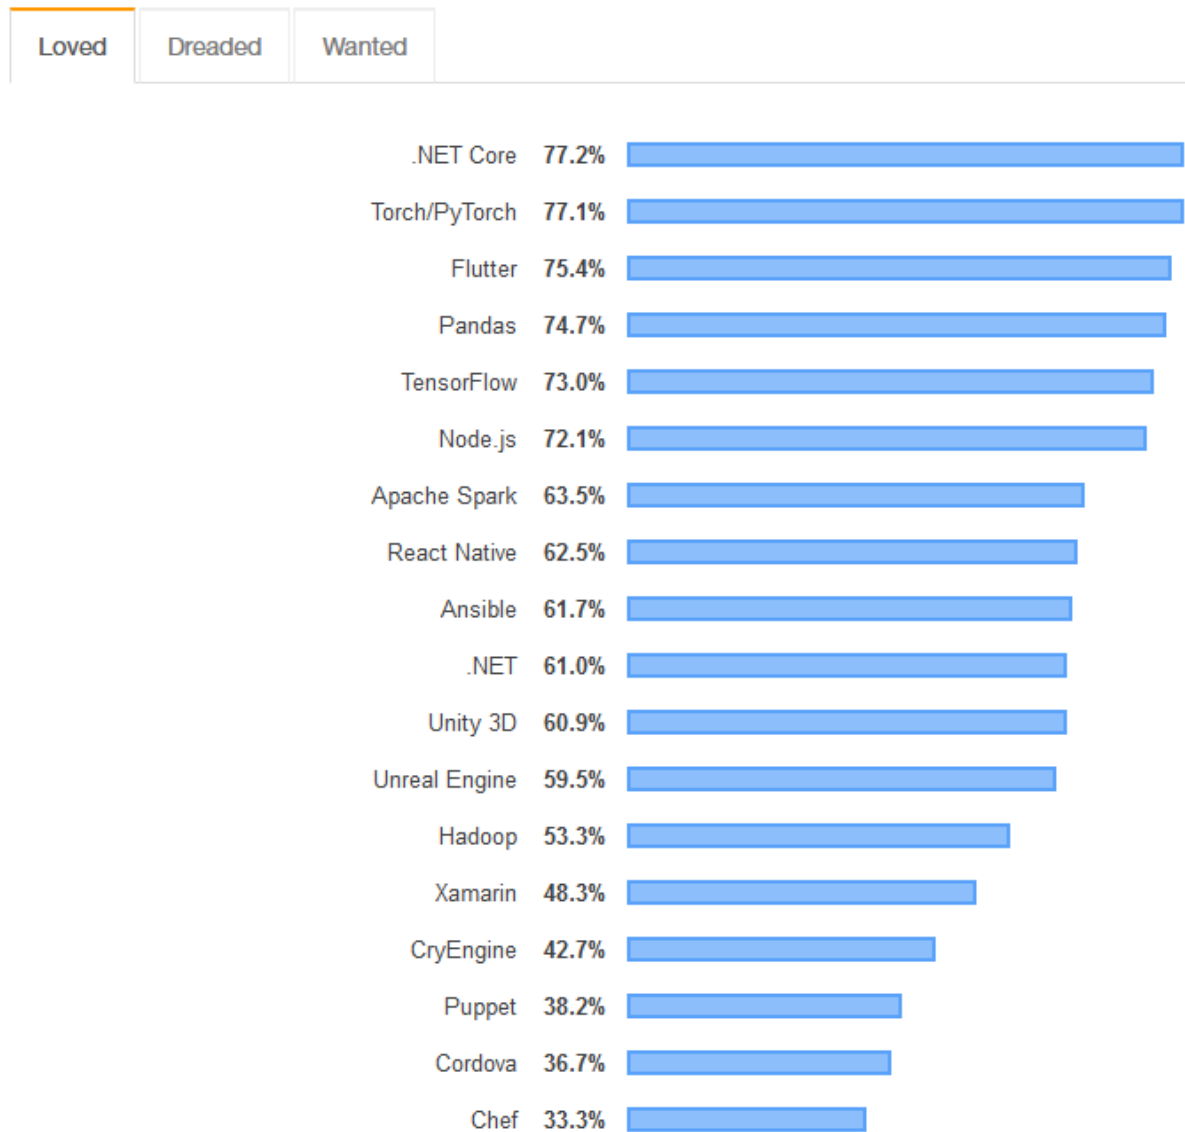 Loved Dreaded Wanted
.NET Core 77.2%
Torch/PyTorch 77.1%
Flutter 75.4%
Pandas 74.7%
TensorFlow 73.0%
Node.js 72.1%
Apache Spark 63.5%
React Native 62.5%
Ansible 61.7%
.NET 61.0%
Unity 3D 60.9%
Unreal Engine 59.5%
Hadoop 53.3%
Xamarin 48.3%
CryEngine 42.7%
Puppet 38.2%
Cordova 36.7%
Chef 33.3%